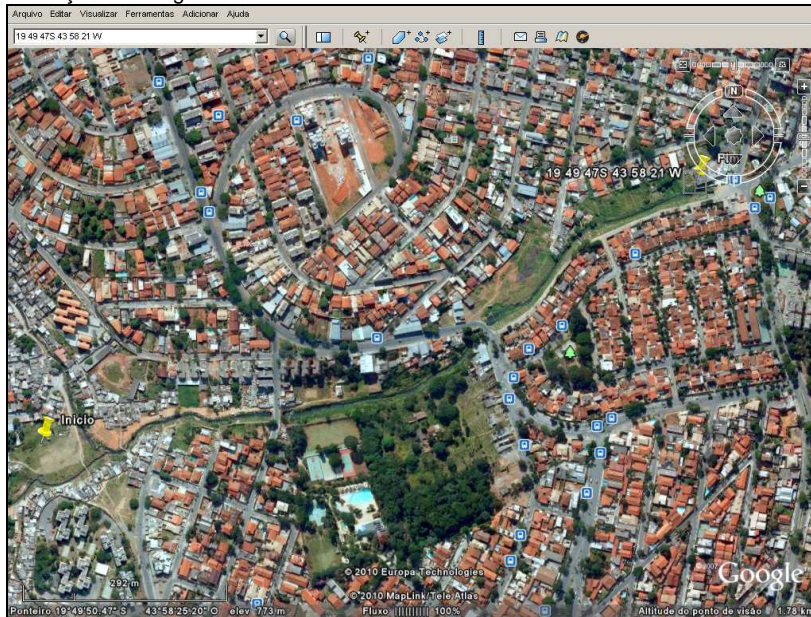 Arquivo Editar Visualizar Ferramentas Adicionar Ajuda
19 49 47S 43 58 21 W
N
Fim
19 49 47S 43 58 21 W
Inicio
292 m
© 2010 Europa Technologies
© 2010 MapLink/Tele Atlas
©2007 Google
Ponteiro 19°49'50.47" S 43°58'25.20" O elev 773 m Fluxo 100% Altitude do ponto de visão 1.78 km